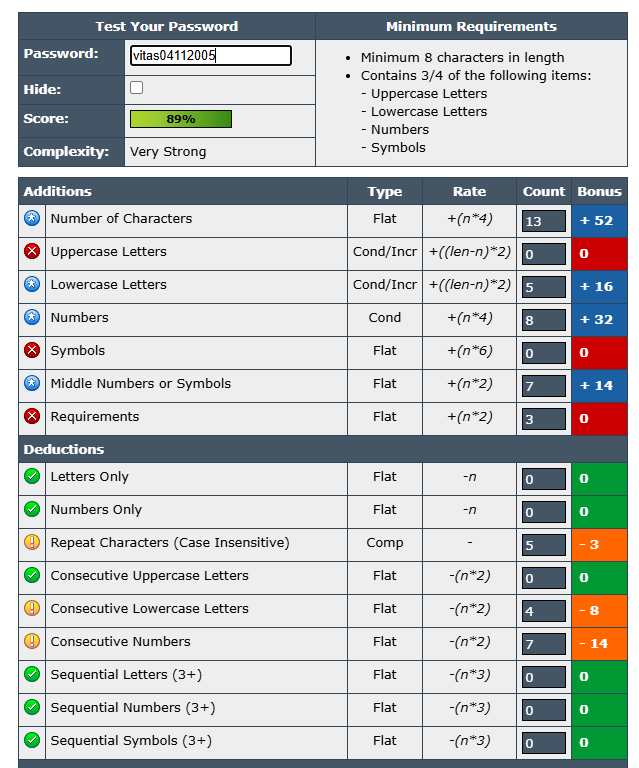 Test Your Password Minimum Requirements
Password: vitas04112005
Hide:
Score: 89%
Complexity: Very Strong
• Minimum 8 characters in length
• Contains 3/4 of the following items:
- Uppercase Letters
- Lowercase Letters
- Numbers
- Symbols
Additions Type Rate Count Bonus
Number of Characters Flat +(n*4) 13 + 52
Uppercase Letters Cond/Incr +((len-n)*2) 0 0
Lowercase Letters Cond/Incr +((len-n)*2) 5 + 16
Numbers Cond +(n*4) 8 + 32
Symbols Flat +(n*6) 0 0
Middle Numbers or Symbols Flat +(n*2) 7 + 14
Requirements Flat +(n*2) 3 0
Deductions
Letters Only Flat -n 0 0
Numbers Only Flat -n 0 0
Repeat Characters (Case Insensitive) Comp - 5 - 3
Consecutive Uppercase Letters Flat -(n*2) 0 0
Consecutive Lowercase Letters Flat -(n*2) 4 - 8
Consecutive Numbers Flat -(n*2) 7 - 14
Sequential Letters (3+) Flat -(n*3) 0 0
Sequential Numbers (3+) Flat -(n*3) 0 0
Sequential Symbols (3+) Flat -(n*3) 0 0